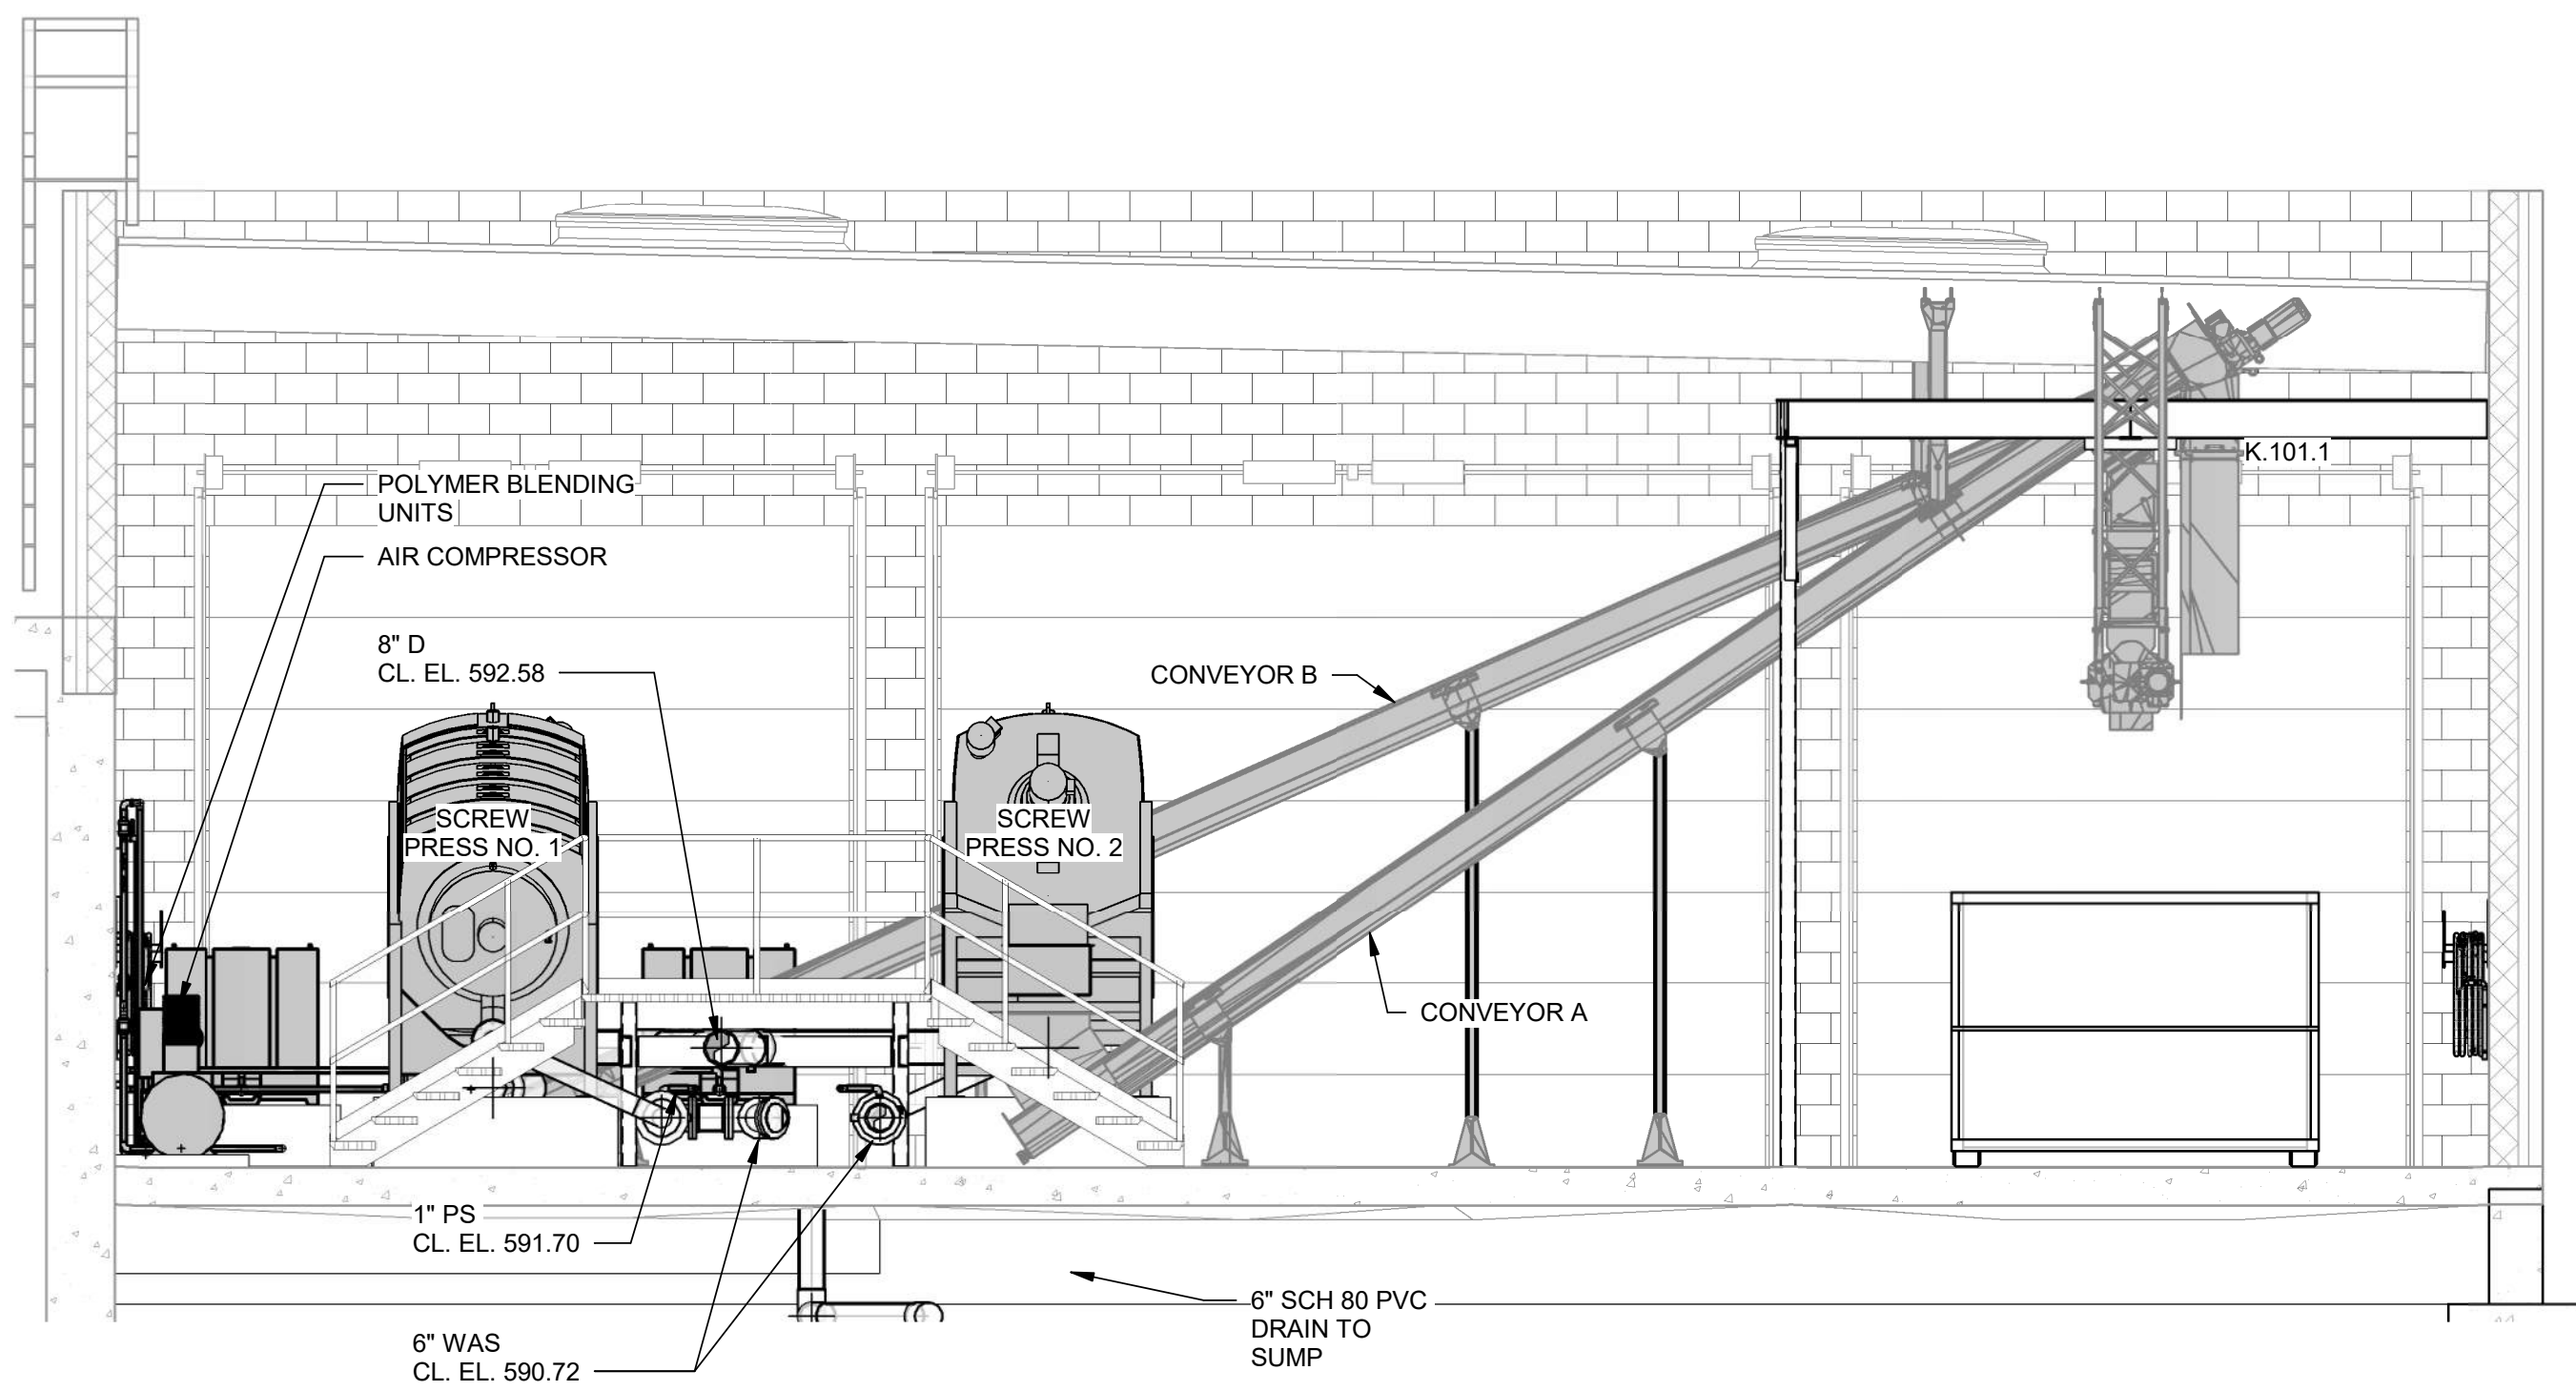 K.101.1
POLYMER BLENDING
UNITS
AIR COMPRESSOR
8" D
CL. EL. 592.58
CONVEYOR B
SCREW
PRESS NO. 1
SCREW
PRESS NO. 2
CONVEYOR A
1" PS
CL. EL. 591.70
6" SCH 80 PVC
DRAIN TO
SUMP
6" WAS
CL. EL. 590.72